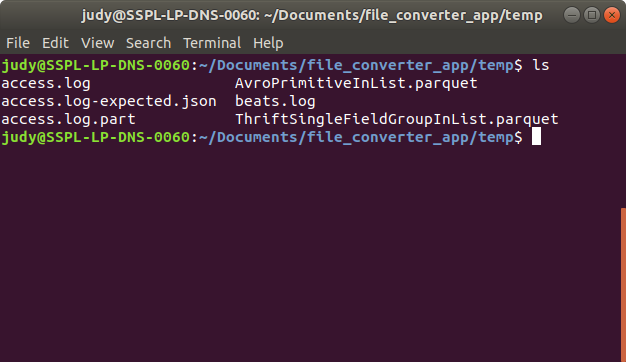 judy@SSPL-LP-DNS-0060: ~/Documents/file_converter_app/temp
File Edit View Search Terminal Help
judy@SSPL-LP-DNS-0060:~/Documents/file_converter_app/temp$ ls
access.log                 AvroPrimitiveInList.parquet
access.log-expected.json  beats.log
access.log.part            ThriftSingleFieldGroupInList.parquet
judy@SSPL-LP-DNS-0060:~/Documents/file_converter_app/temp$